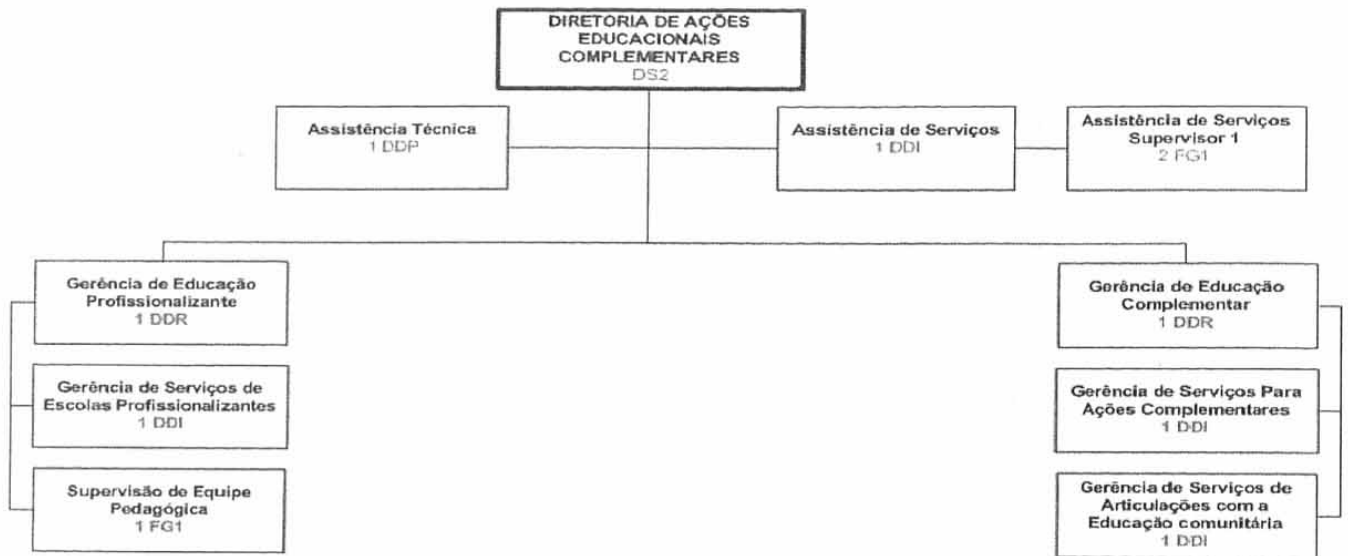 DIRETORIA DE AÇÕES
EDUCACIONAIS
COMPLEMENTARES
DS2
Assistência Técnica
1 DDP
Assistência de Serviços
1 DDI
Assistência de Serviços
Supervisor 1
2 FG1
Gerência de Educação
Profissionalizante
1 DDR
Gerência de Serviços de
Escolas Profissionalizantes
1 DDI
Supervisão de Equipe
Pedagógica
1 FG1
Gerência de Educação
Complementar
1 DDR
Gerência de Serviços Para
Ações Complementares
1 DDI
Gerência de Serviços de
Articulações com a
Educação comunitária
1 DDI